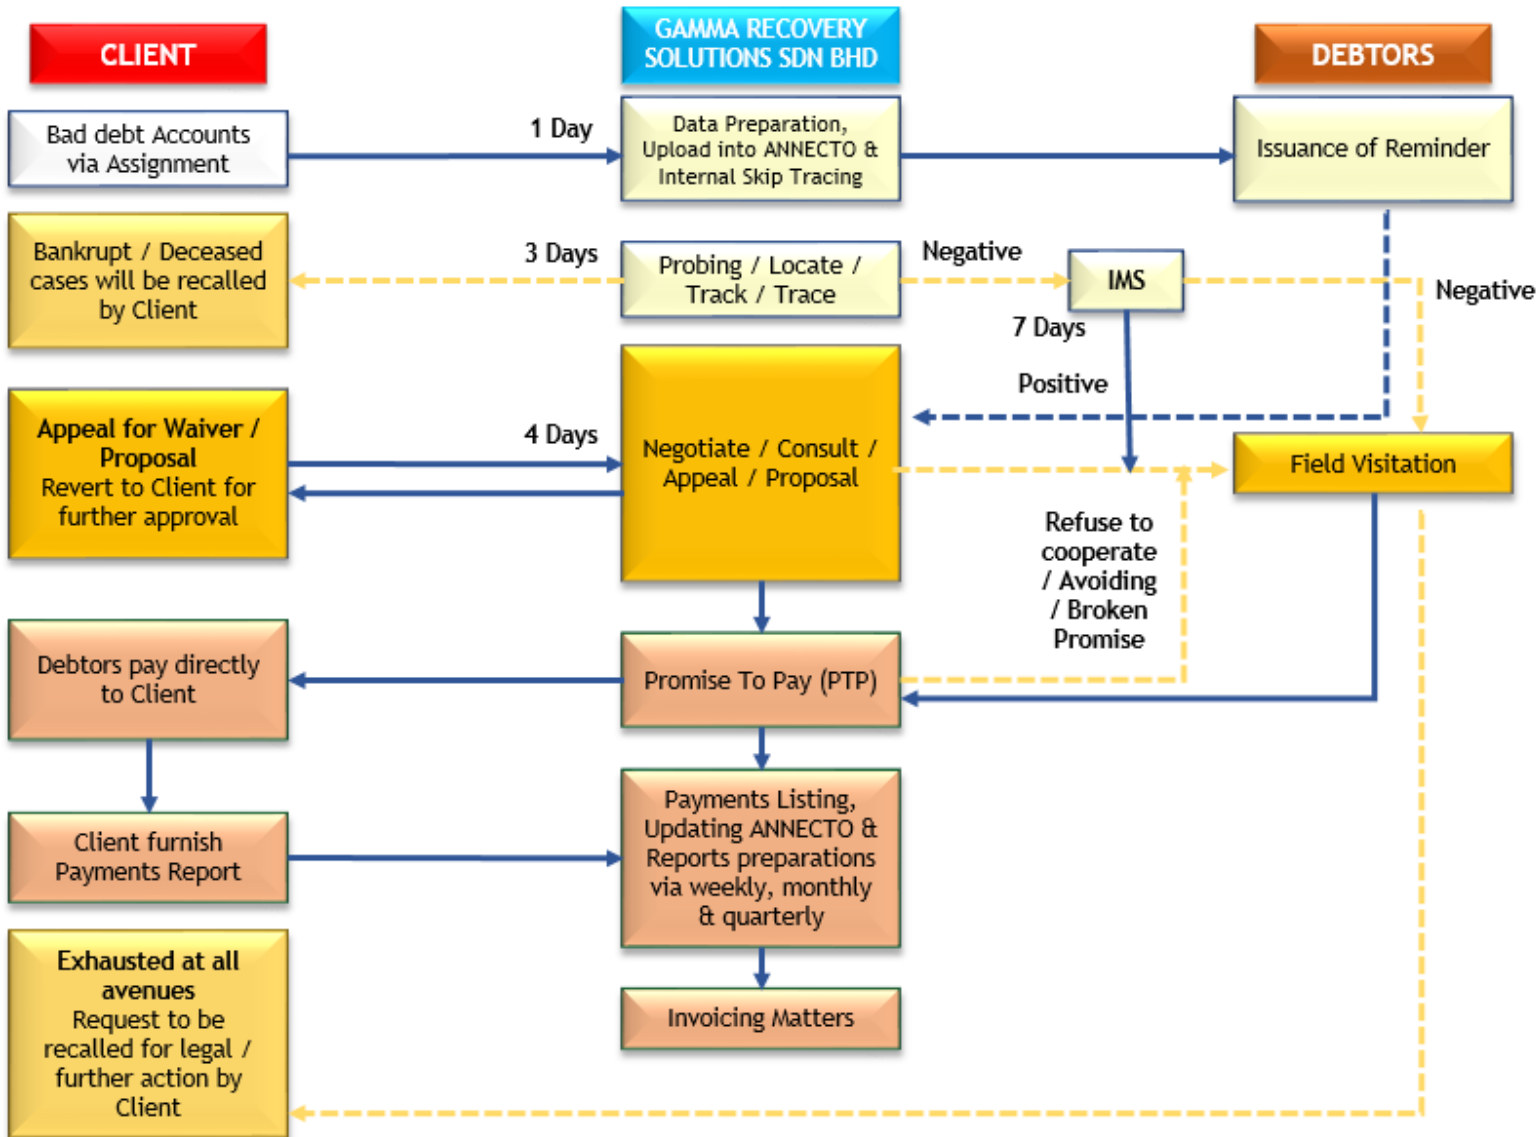 CLIENT
GAMMA RECOVERY
SOLUTIONS SDN BHD
DEBTORS
Bad debt Accounts
via Assignment
1 Day
Data Preparation,
Upload into ANNECTO &
Internal Skip Tracing
Issuance of Reminder
Bankrupt / Deceased
cases will be recalled
by Client
3 Days
Probing / Locate /
Track / Trace
Negative
IMS
Negative
7 Days
Positive
Appeal for Waiver /
Proposal
Revert to Client for
further approval
4 Days
Negotiate / Consult /
Appeal / Proposal
Field Visitation
Refuse to
cooperate
/ Avoiding
/ Broken
Promise
Debtors pay directly
to Client
Promise To Pay (PTP)
Client furnish
Payments Report
Payments Listing,
Updating ANNECTO &
Reports preparations
via weekly, monthly
& quarterly
Exhausted at all
avenues
Request to be
recalled for legal /
further action by
Client
Invoicing Matters